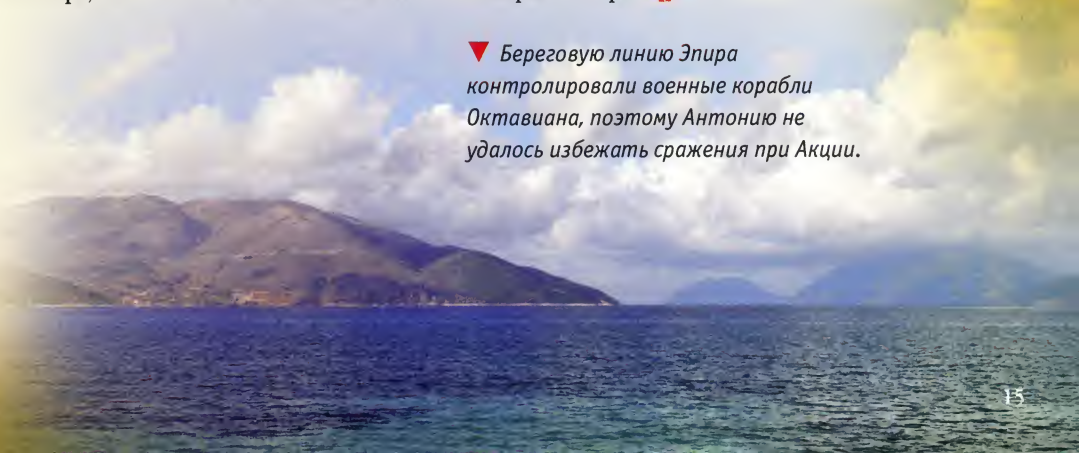 ▼ Береговую линию Эпира
контролировали военные корабли
Октавиана, поэтому Антонию не
удалось избежать сражения при Акции.
15